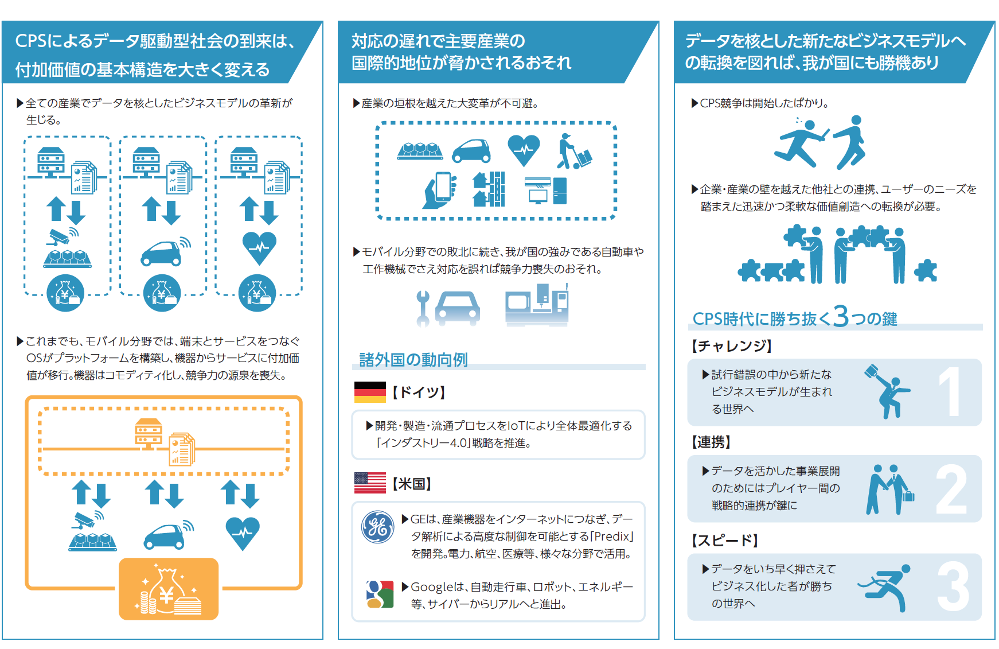 CPSによるデータ駆動型社会の到来は、
付加価値の基本構造を大きく変える
▶全ての産業でデータを核としたビジネスモデルの革新が
生じる。
¥
¥
¥
▶これまでも、モバイル分野では、端末とサービスをつなぐ
OSがプラットフォームを構築し、機器からサービスに付加価
値が移行。機器はコモディティ化し、競争力の源泉を喪失。
¥
対応の遅れで主要産業の
国際的地位が脅かされるおそれ
▶産業の垣根を越えた大変革が不可避。
▶モバイル分野での敗北に続き、我が国の強みである自動車や
工作機械でさえ対応を誤れば競争力喪失のおそれ。
諸外国の動向例
【ドイツ】
▶開発・製造・流通プロセスをIoTにより全体最適化する
「インダストリー4.0」戦略を推進。
【米国】
GE
▶GEは、産業機器をインターネットにつなぎ、デー
タ解析による高度な制御を可能とする「Predix」
を開発。電力、航空、医療等、様々な分野で活用。
▶Googleは、自動走行車、ロボット、エネルギー
等、サイバーからリアルへと進出。
データを核とした新たなビジネスモデルへ
の転換を図れば、我が国にも勝機あり
▶CPS競争は開始したばかり。
▶企業・産業の壁を越えた他社との連携、ユーザーのニーズを
踏まえた迅速かつ柔軟な価値創造への転換が必要。
CPS時代に勝ち抜く3つの鍵
【チャレンジ】
▶試行錯誤の中から新たな
ビジネスモデルが生まれ
る世界へ
1
【連携】
▶データを活かした事業展開
のためにはプレイヤー間の
戦略的連携が鍵に
2
【スピード】
▶データをいち早く押さえて
ビジネス化した者が勝ち
の世界へ
3